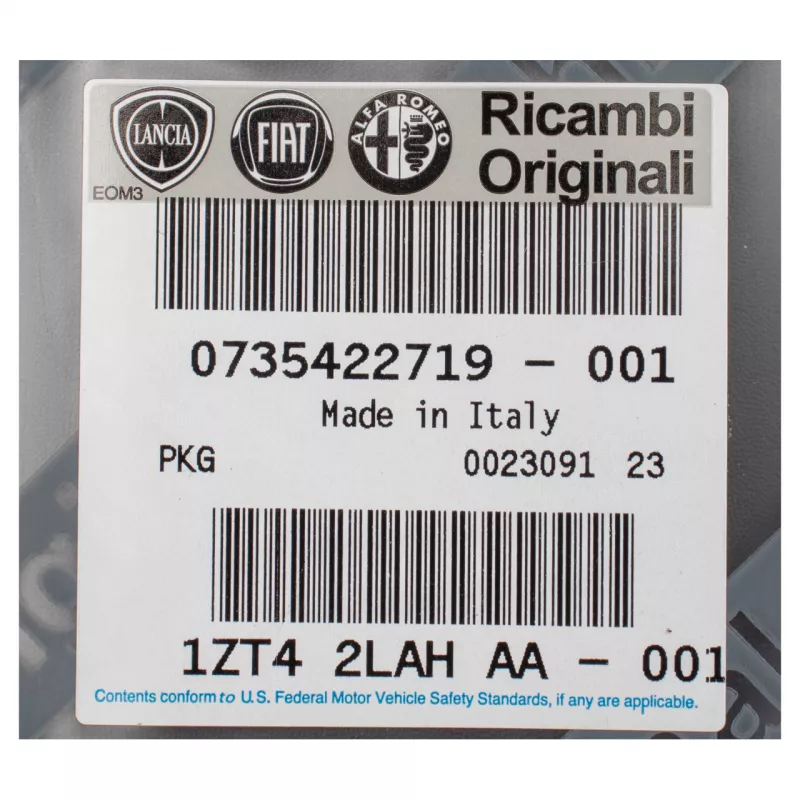 LANCIA
FIAT
ALFA ROMEO
Ricambi
Originali
EOM3
0735422719 - 001
Made in Italy
PKG 0023091 23
1ZT4 2LAH AA - 001
Contents conform to U.S. Federal Motor Vehicle Safety Standards, if any are applicable.